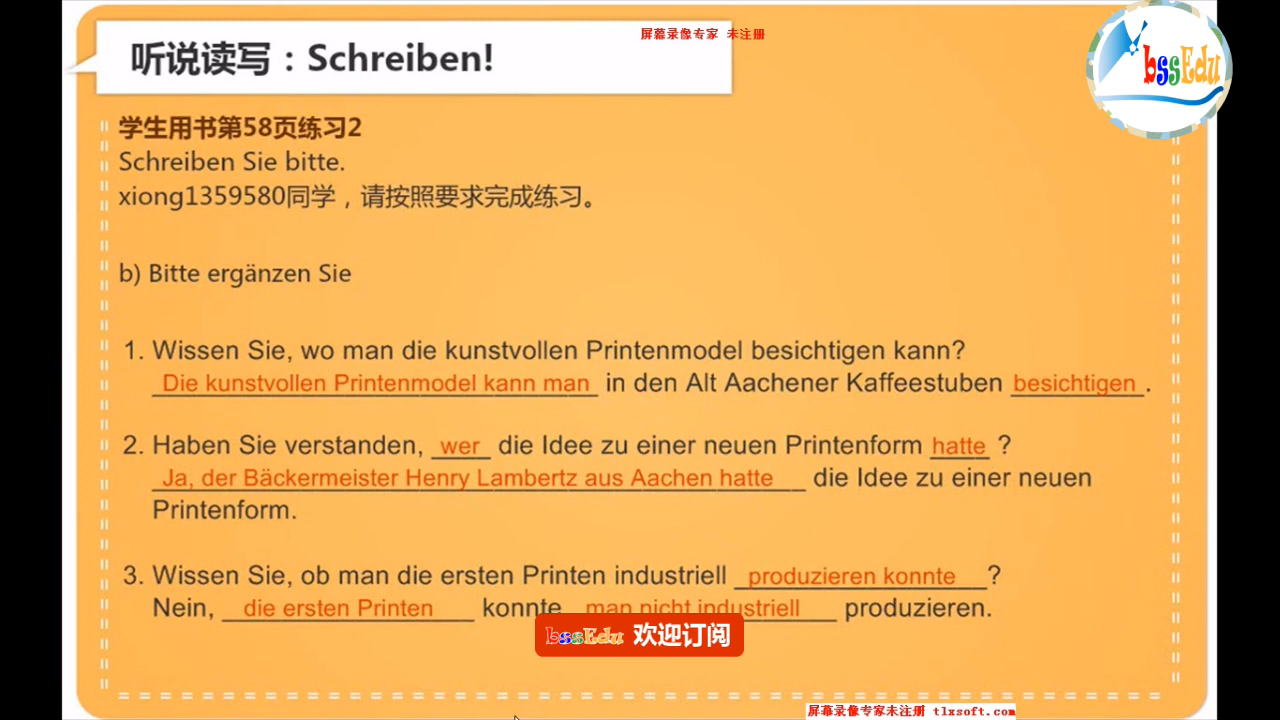 屏幕录像专家 未注册
bssEdu
听说读写：Schreiben!
学生用书第58页练习2
Schreiben Sie bitte.
xiong1359580同学，请按照要求完成练习。
b) Bitte ergänzen Sie
1. Wissen Sie, wo man die kunstvollen Printenmodel besichtigen kann?
Die kunstvollen Printenmodel kann man in den Alt Aachener Kaffeestuben besichtigen.
2. Haben Sie verstanden, wer die Idee zu einer neuen Printenform hatte ?
Ja, der Bäckermeister Henry Lambertz aus Aachen hatte die Idee zu einer neuen
Printenform.
3. Wissen Sie, ob man die ersten Printen industriell produzieren konnte?
Nein, die ersten Printen konnte man nicht industriell produzieren.
bssEdu 欢迎订阅
屏幕录像专家未注册 tlxsoft.com